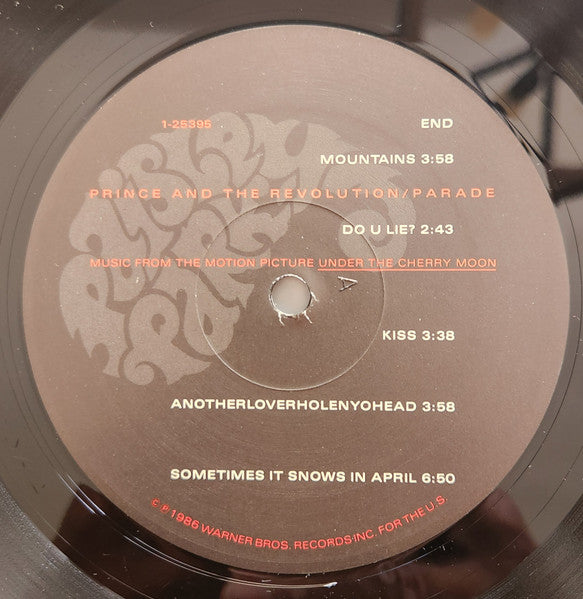 PAISLEY
PARK
1-25395
END
MOUNTAINS 3:58
PRINCE AND THE REVOLUTION/PARADE
DO U LIE? 2:43
MUSIC FROM THE MOTION PICTURE UNDER THE CHERRY MOON
A
KISS 3:38
ANOTHERLOVERHOLENYOHEAD 3:58
SOMETIMES IT SNOWS IN APRIL 6:50
© ℗ 1986 WARNER BROS. RECORDS INC. FOR THE U.S.